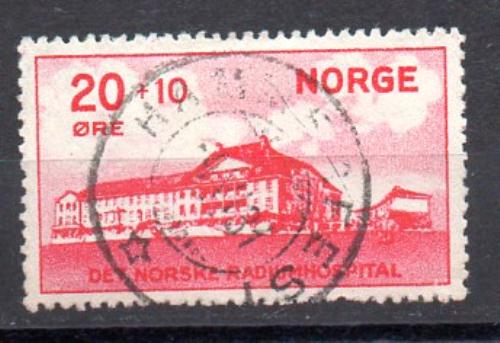 20 + 10
ØRE
NORGE
DET NORSKE RADIUMHOSPITAL